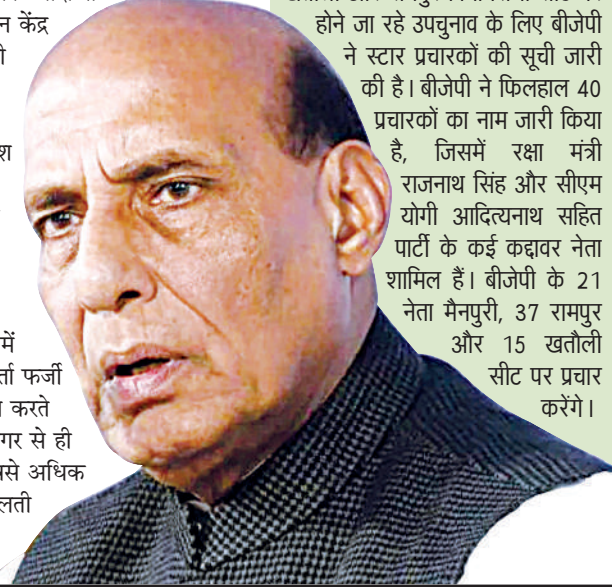 न केंद्र
श
में
र्ता फर्जी
करते
गर से ही
से अधिक
लती
होने जा रहे उपचुनाव के लिए बीजेपी
ने स्टार प्रचारकों की सूची जारी
की है। बीजेपी ने फिलहाल 40
प्रचारकों का नाम जारी किया
है, जिसमें रक्षा मंत्री
राजनाथ सिंह और सीएम
योगी आदित्यनाथ सहित
पार्टी के कई कद्दावर नेता
शामिल हैं। बीजेपी के 21
नेता मैनपुरी, 37 रामपुर
और 15 खतौली
सीट पर प्रचार
करेंगे।